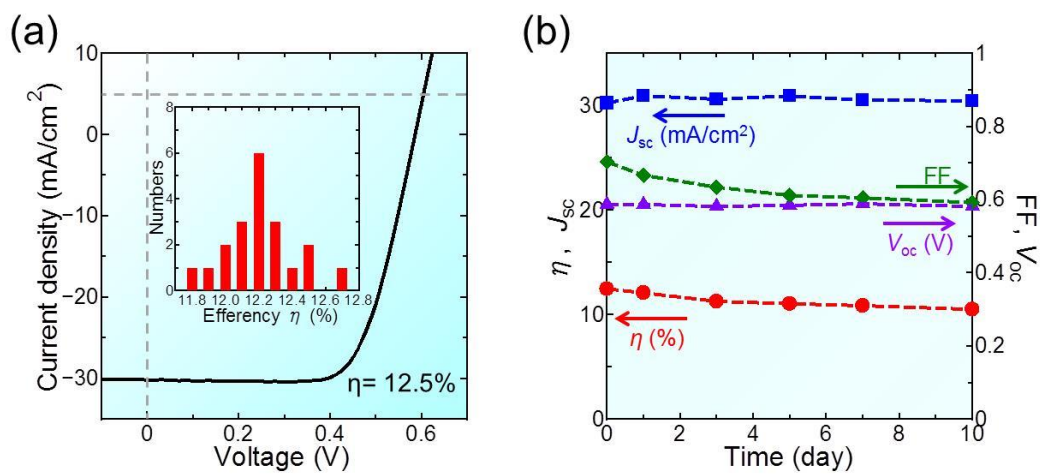 (a)
Current density (mA/cm²)
10
0
−10
−20
−30
0
0.2
0.4
0.6
Voltage (V)
η= 12.5%
Numbers
8
6
4
2
0
11.8 12.0 12.2 12.4 12.6 12.8
Efferency η (%)
(b)
η , Jsc
30
20
10
0
0 2 4 6 8 10
Time (day)
1
0.8
0.6
0.4
0.2
0
FF, Voc
Jsc (mA/cm²)
FF
Voc (V)
η (%)